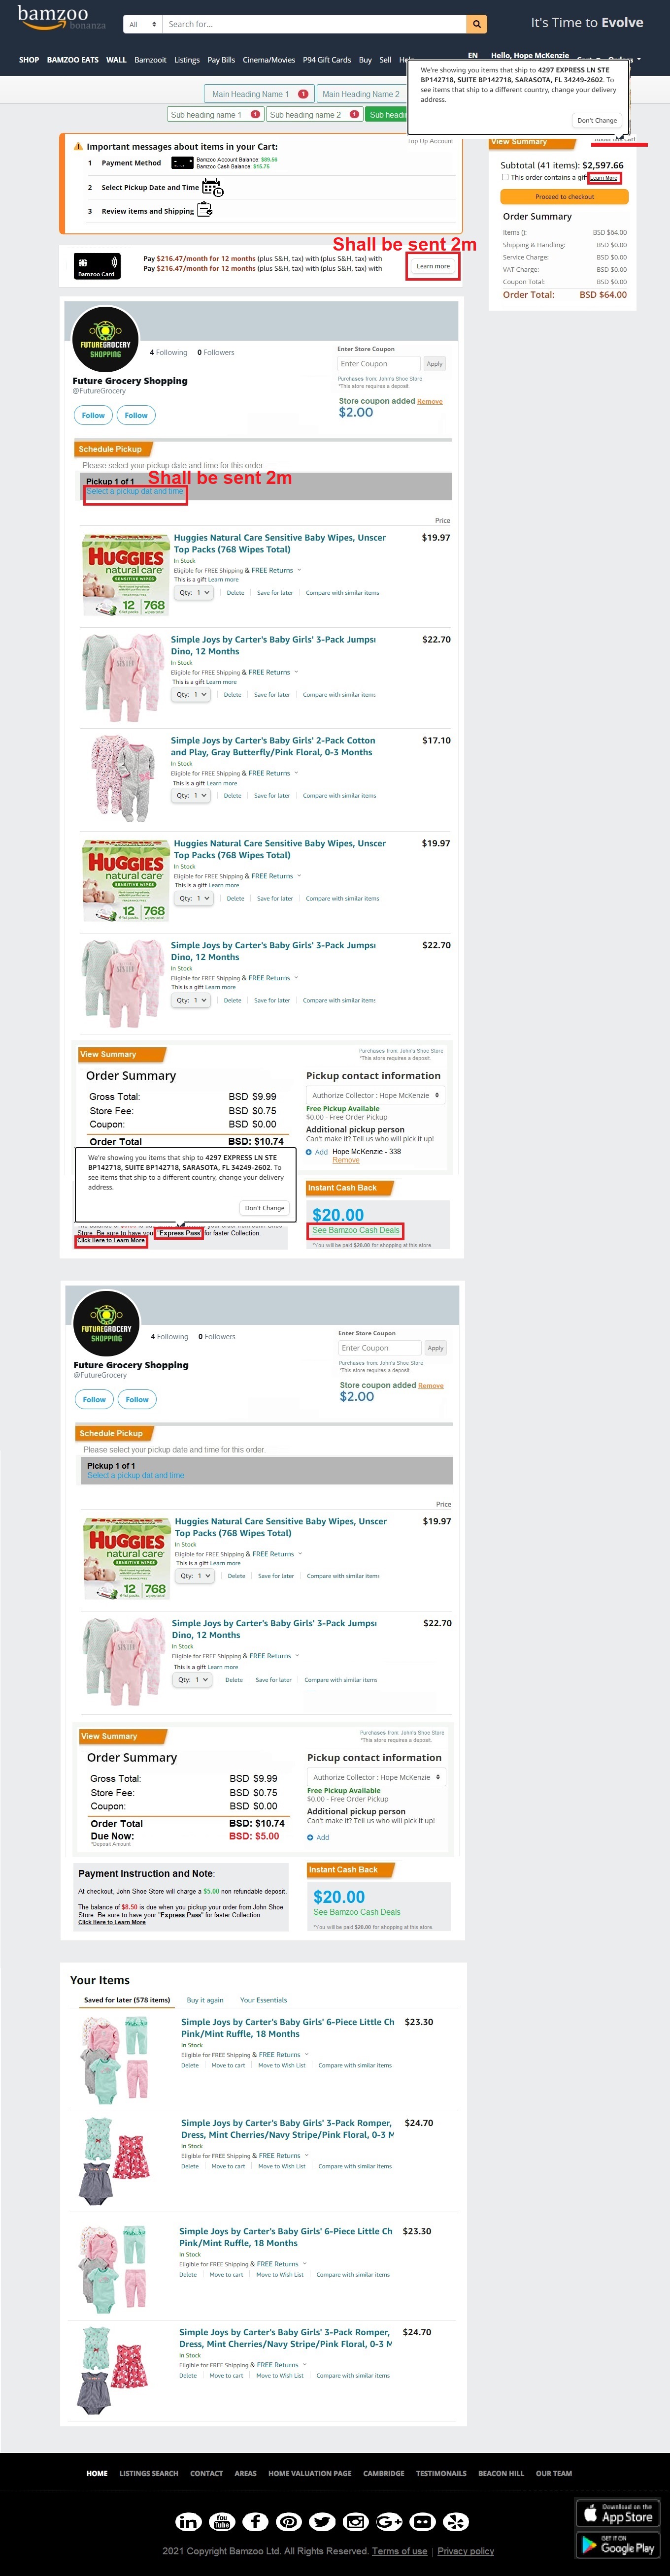 bamzoo
bonanza
All
Search for...
It's Time to Evolve
SHOP BAMZOO EATS WALL Bamzooit Listings Pay Bills Cinema/Movies P94 Gift Cards Buy Sell
EN Hello, Hope McKenzie
We're showing you items that ship to 4297 EXPRESS LN STE
BP142718, SUITE BP142718, SARASOTA, FL 34249-2602. To
see items that ship to a different country, change your delivery
address.
Don't Change
Main Heading Name 1 1 Main Heading Name 2
Sub heading name 1 1 Sub heading name 2 1 Sub headin
Top Up Account
Important messages about items in your Cart:
1 Payment Method Bamzoo Account Balance: $89.66
Bamzoo Cash Balance: $15.75
2 Select Pickup Date and Time
3 Review items and Shipping
View Summary
Subtotal (41 items): $2,597.66
This order contains a gift Learn More
Proceed to checkout
Order Summary
Items (): BSD $64.00
Shipping & Handling: BSD $0.00
Service Charge: BSD $0.00
VAT Charge: BSD $0.00
Coupon Total: BSD $0.00
Order Total: BSD $64.00
Shall be sent 2m
Bamzoo Card
Pay $216.47/month for 12 months (plus S&H, tax) with (plus S&H, tax) with
Pay $216.47/month for 12 months (plus S&H, tax) with (plus S&H, tax) with
Learn more
FUTUREGROCERY
SHOPPING
4 Following 0 Followers
Future Grocery Shopping
@FutureGrocery
Follow Follow
Enter Store Coupon
Enter Coupon Apply
Purchases from: John's Shoe Store
*This store requires a deposit.
Store coupon added Remove
$2.00
Schedule Pickup
Please select your pickup date and time for this order.
Pickup 1 of 1
Shall be sent 2m
Select a pickup dat and time
Price
HUGGIES
natural care
SENSITIVE WIPES
12 768
Huggies Natural Care Sensitive Baby Wipes, Unscen $19.97
Top Packs (768 Wipes Total)
In Stock
Eligible for FREE Shipping & FREE Returns
This is a gift Learn more
Qty: 1 Delete Save for later Compare with similar items
Simple Joys by Carter's Baby Girls' 3-Pack Jumpsu $22.70
Dino, 12 Months
In Stock
Eligible for FREE Shipping & FREE Returns
This is a gift Learn more
Qty: 1 Delete Save for later Compare with similar items
Simple Joys by Carter's Baby Girls' 2-Pack Cotton $17.10
and Play, Gray Butterfly/Pink Floral, 0-3 Months
In Stock
Eligible for FREE Shipping & FREE Returns
This is a gift Learn more
Qty: 1 Delete Save for later Compare with similar items
HUGGIES
natural care
SENSITIVE WIPES
12 768
Huggies Natural Care Sensitive Baby Wipes, Unscen $19.97
Top Packs (768 Wipes Total)
In Stock
Eligible for FREE Shipping & FREE Returns
This is a gift Learn more
Qty: 1 Delete Save for later Compare with similar items
Simple Joys by Carter's Baby Girls' 3-Pack Jumpsu $22.70
Dino, 12 Months
In Stock
Eligible for FREE Shipping & FREE Returns
This is a gift Learn more
Qty: 1 Delete Save for later Compare with similar items
View Summary
Purchases from: John's Shoe Store
*This store requires a deposit.
Order Summary
Gross Total: BSD $9.99
Store Fee: BSD $0.75
Coupon: BSD $0.00
Order Total BSD: $10.74
Pickup contact information
Authorize Collector : Hope McKenzie
Free Pickup Available
$0.00 - Free Order Pickup
Additional pickup person
Can't make it? Tell us who will pick it up!
Add Hope McKenzie - 338
Remove
We're showing you items that ship to 4297 EXPRESS LN STE
BP142718, SUITE BP142718, SARASOTA, FL 34249-2602. To
see items that ship to a different country, change your delivery
address.
Don't Change
Store. Be sure to have you "Express Pass" for faster Collection.
Click Here to Learn More
Instant Cash Back
$20.00
See Bamzoo Cash Deals
*You will be paid $20.00 for shopping at this store.
FUTUREGROCERY
SHOPPING
4 Following 0 Followers
Future Grocery Shopping
@FutureGrocery
Follow Follow
Enter Store Coupon
Enter Coupon Apply
Purchases from: John's Shoe Store
*This store requires a deposit.
Store coupon added Remove
$2.00
Schedule Pickup
Please select your pickup date and time for this order.
Pickup 1 of 1
Select a pickup dat and time
Price
HUGGIES
natural care
SENSITIVE WIPES
12 768
Huggies Natural Care Sensitive Baby Wipes, Unscen $19.97
Top Packs (768 Wipes Total)
In Stock
Eligible for FREE Shipping & FREE Returns
This is a gift Learn more
Qty: 1 Delete Save for later Compare with similar items
Simple Joys by Carter's Baby Girls' 3-Pack Jumpsu $22.70
Dino, 12 Months
In Stock
Eligible for FREE Shipping & FREE Returns
This is a gift Learn more
Qty: 1 Delete Save for later Compare with similar items
View Summary
Purchases from: John's Shoe Store
*This store requires a deposit.
Order Summary
Gross Total: BSD $9.99
Store Fee: BSD $0.75
Coupon: BSD $0.00
Order Total BSD: $10.74
Due Now: BSD: $5.00
*Deposit Amount
Pickup contact information
Authorize Collector : Hope McKenzie
Free Pickup Available
$0.00 - Free Order Pickup
Additional pickup person
Can't make it? Tell us who will pick it up!
Add
Payment Instruction and Note:
At checkout, John Shoe Store will charge a $5.00 non refundable deposit.
The balance of $8.50 is due when you pickup your order from John Shoe
Store. Be sure to have your "Express Pass" for faster Collection.
Click Here to Learn More
Instant Cash Back
$20.00
See Bamzoo Cash Deals
*You will be paid $20.00 for shopping at this store.
Your Items
Saved for later (578 items) Buy it again Your Essentials
Simple Joys by Carter's Baby Girls' 6-Piece Little Ch $23.30
Pink/Mint Ruffle, 18 Months
In Stock
Eligible for FREE Shipping & FREE Returns
Delete Move to cart Move to Wish List Compare with similar items
Simple Joys by Carter's Baby Girls' 3-Pack Romper, $24.70
Dress, Mint Cherries/Navy Stripe/Pink Floral, 0-3 M
In Stock
Eligible for FREE Shipping & FREE Returns
Delete Move to cart Move to Wish List Compare with similar items
Simple Joys by Carter's Baby Girls' 6-Piece Little Ch $23.30
Pink/Mint Ruffle, 18 Months
In Stock
Eligible for FREE Shipping & FREE Returns
Delete Move to cart Move to Wish List Compare with similar items
Simple Joys by Carter's Baby Girls' 3-Pack Romper, $24.70
Dress, Mint Cherries/Navy Stripe/Pink Floral, 0-3 M
In Stock
Eligible for FREE Shipping & FREE Returns
Delete Move to cart Move to Wish List Compare with similar items
HOME LISTINGS SEARCH CONTACT AREAS HOME VALUATION PAGE CAMBRIDGE TESTIMONAILS BEACON HILL OUR TEAM
Download on the
App Store
GET IT ON
Google Play
2021 Copyright Bamzoo Ltd. All Rights Reserved. Terms of use | Privacy policy